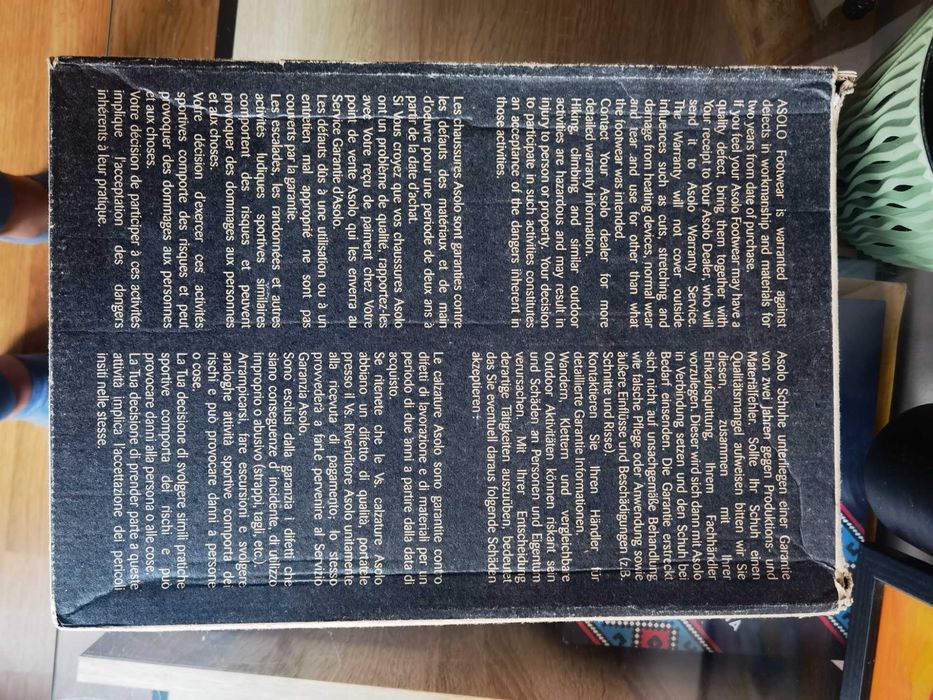 ASOLO Footwear is warranted against
defects in workmanship and materials for
two years from date of purchase.
If you feel your Asolo Footwear may have a
quality defect, bring them together with
Your receipt to Your Asolo Dealer, who will
send it to Asolo Warranty Service.
The Warranty will not cover outside
influences such as cuts, stretching and
damage from heating devices, normal wear
and tear and use for other than what
the footwear was intended.
Contact Your Asolo dealer for more
detailed warranty information.
Hiking, climbing and similar outdoor
activities are hazardous and may result in
injury to person or property. Your decision
to participate in such activities constitutes
an acceptance of the dangers inherent in
those activities.
Les chaussures Asolo sont garanties contre
les défauts des matériaux et de main
d'oeuvre pour une période de deux ans à
partir de la date d'achat.
Si Vous croyez que vos chaussures Asolo
ont un problème de qualité, rapportez-les
avec Votre reçu de paiment chez Votre
point de vente Asolo qui les enverra au
Service Garantie d'Asolo.
Les défauts dûs à une utilisation ou à un
entretien mal approprié ne sont pas
couverts par la garantie.
Les escalades, les randonnées et autres
activités ludiques sportives similaires
comportent des risques et peuvent
provoquer des dommages aux personnes
et aux choses.
Votre décision d'exercer ces activités
sportives comporte des risques et peut
provoquer des dommages aux personnes
et aux choses.
Votre décision de participer à ces activités
implique l'acceptation des dangers
inhérents à leur pratique.
Asolo Schuhe unterliegen einer Garantie
von zwei Jahren gegen Produktions- und
Materialfehler. Sollte Ihr Schuh einen
Qualitätsmangel aufweisen bitten wir Sie
diesen, zusammen mit Ihrer
Einkaufsquittung, Ihrem Fachhändler
vorzulegen. Dieser wird sich dann mit Asolo
in Verbindung setzen und den Schuh bei
Bedarf einsenden. Die Garantie erstreckt
sich nicht auf unsachgemäße Behandlung
wie falsche Pflege oder Anwendung sowie
äußere Einflüsse und Beschädigungen (z.B.
Schnitte und Risse).
Kontaktieren Sie Ihren Händler, für
detaillierte Garantie Informationen.
Wandern, Klettern und vergleichbare
Outdoor Aktivitäten können riskant sein
und Schäden an Personen und Eigentum
verursachen. Mit Ihrer Entscheidung
derartige Tätigkeiten auszuüben, bedeutet
das Sie eventuell daraus folgende Schäden
akzeptieren.
Le calzature Asolo sono garantite contro
difetti di lavorazione e di materiali per un
periodo di due anni a partire dalla data di
acquisto.
Se ritenete che le Vs. calzature Asolo
abbiano un difetto di qualità, portatele
presso il Vs. Rivenditore Asolo unitamente
alla ricevuta di pagamento; lo stesso
provvederà a farLe pervenire al Servizio
Garanzia Asolo.
Sono esclusi dalla garanzia i difetti che
siano conseguenze d'incidente, di utilizzo
improprio o abusivo (strappi, tagli, etc.).
Arrampicarsi, fare escursioni e svolgere
analoghe attività sportive comporta dei
rischi e può provocare danni a persone
o cose.
La Tua decisione di svolgere simili pratiche
sportive comporta dei rischi e può
provocare danni alla persona o alle cose.
La Tua decisione di prender parte a queste
attività implica l'accettazione dei pericoli
insiti nelle stesse.